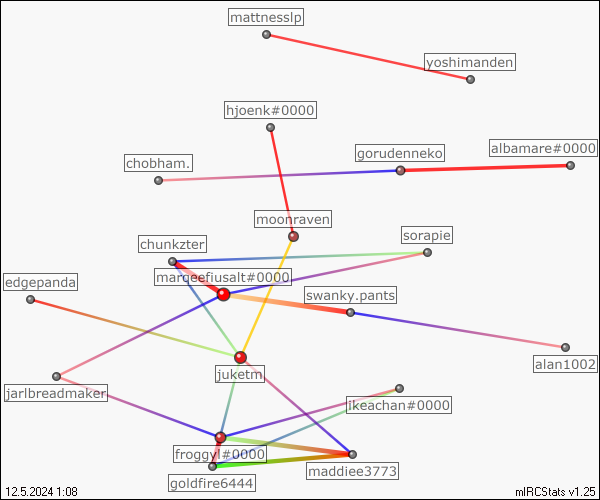 mattnesslp
yoshimanden
hjoenk#0000
gorudenneko
albamare#0000
chobham.
moonraven
sorapie
chunkzter
marqeefiusalt#0000
edgepanda
swanky.pants
alan1002
juketm
jarlbreadmaker
ikeachan#0000
froggyl#0000
maddiee3773
goldfire6444
12.5.2024 1:08
mIRCStats v1.25